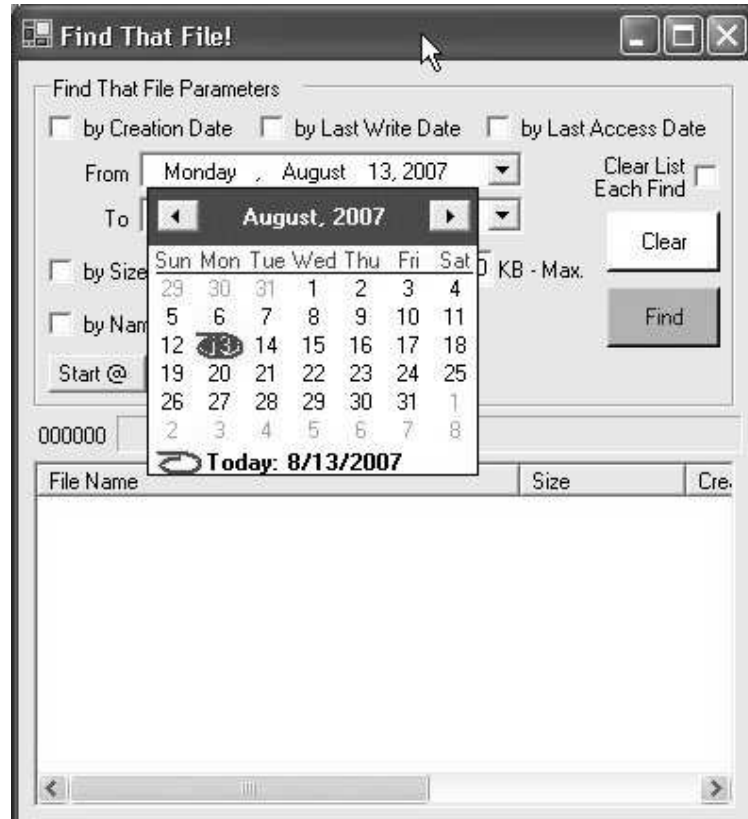 Find That File!
Find That File Parameters
by Creation Date by Last Write Date by Last Access Date
From Monday , August 13, 2007 Clear List
Each Find
To August, 2007
Clear
by Size 0 KB - Max.
Sun Mon Tue Wed Thu Fri Sat
29 30 31 1 2 3 4
by Nam 5 6 7 8 9 10 11 Find
12 13 14 15 16 17 18
Start @ 19 20 21 22 23 24 25
26 27 28 29 30 31 1
000000 2 3 4 5 6 7 8
Today: 8/13/2007
File Name Size Crea